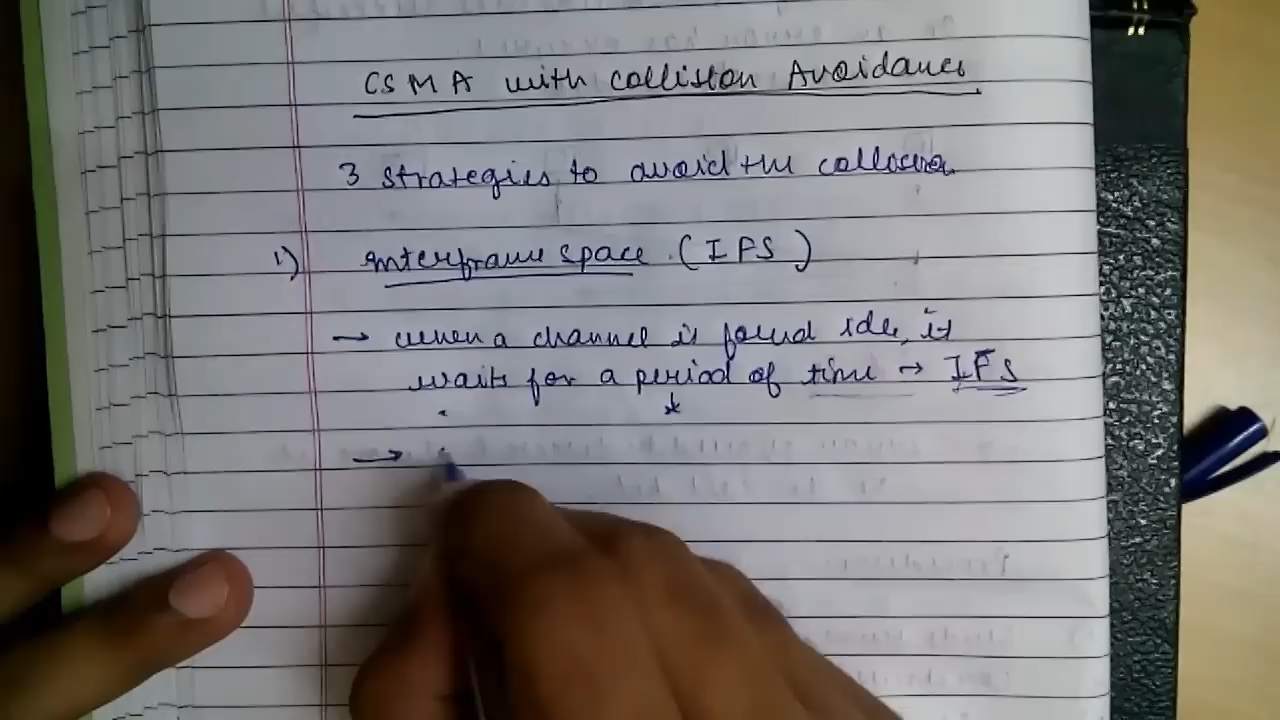 CSMA with Collision Avoidance
3 strategies to avoid the collision
1) Interframe space (IFS)
→ when a channel is found idle, it
waits for a period of time → IFS
*
→